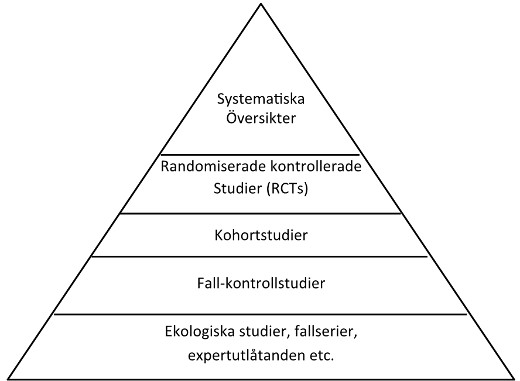 Systematiska
Översikter
Randomiserade kontrollerade
Studier (RCTs)
Kohortstudier
Fall-kontrollstudier
Ekologiska studier, fallserier,
expertutlåtanden etc.